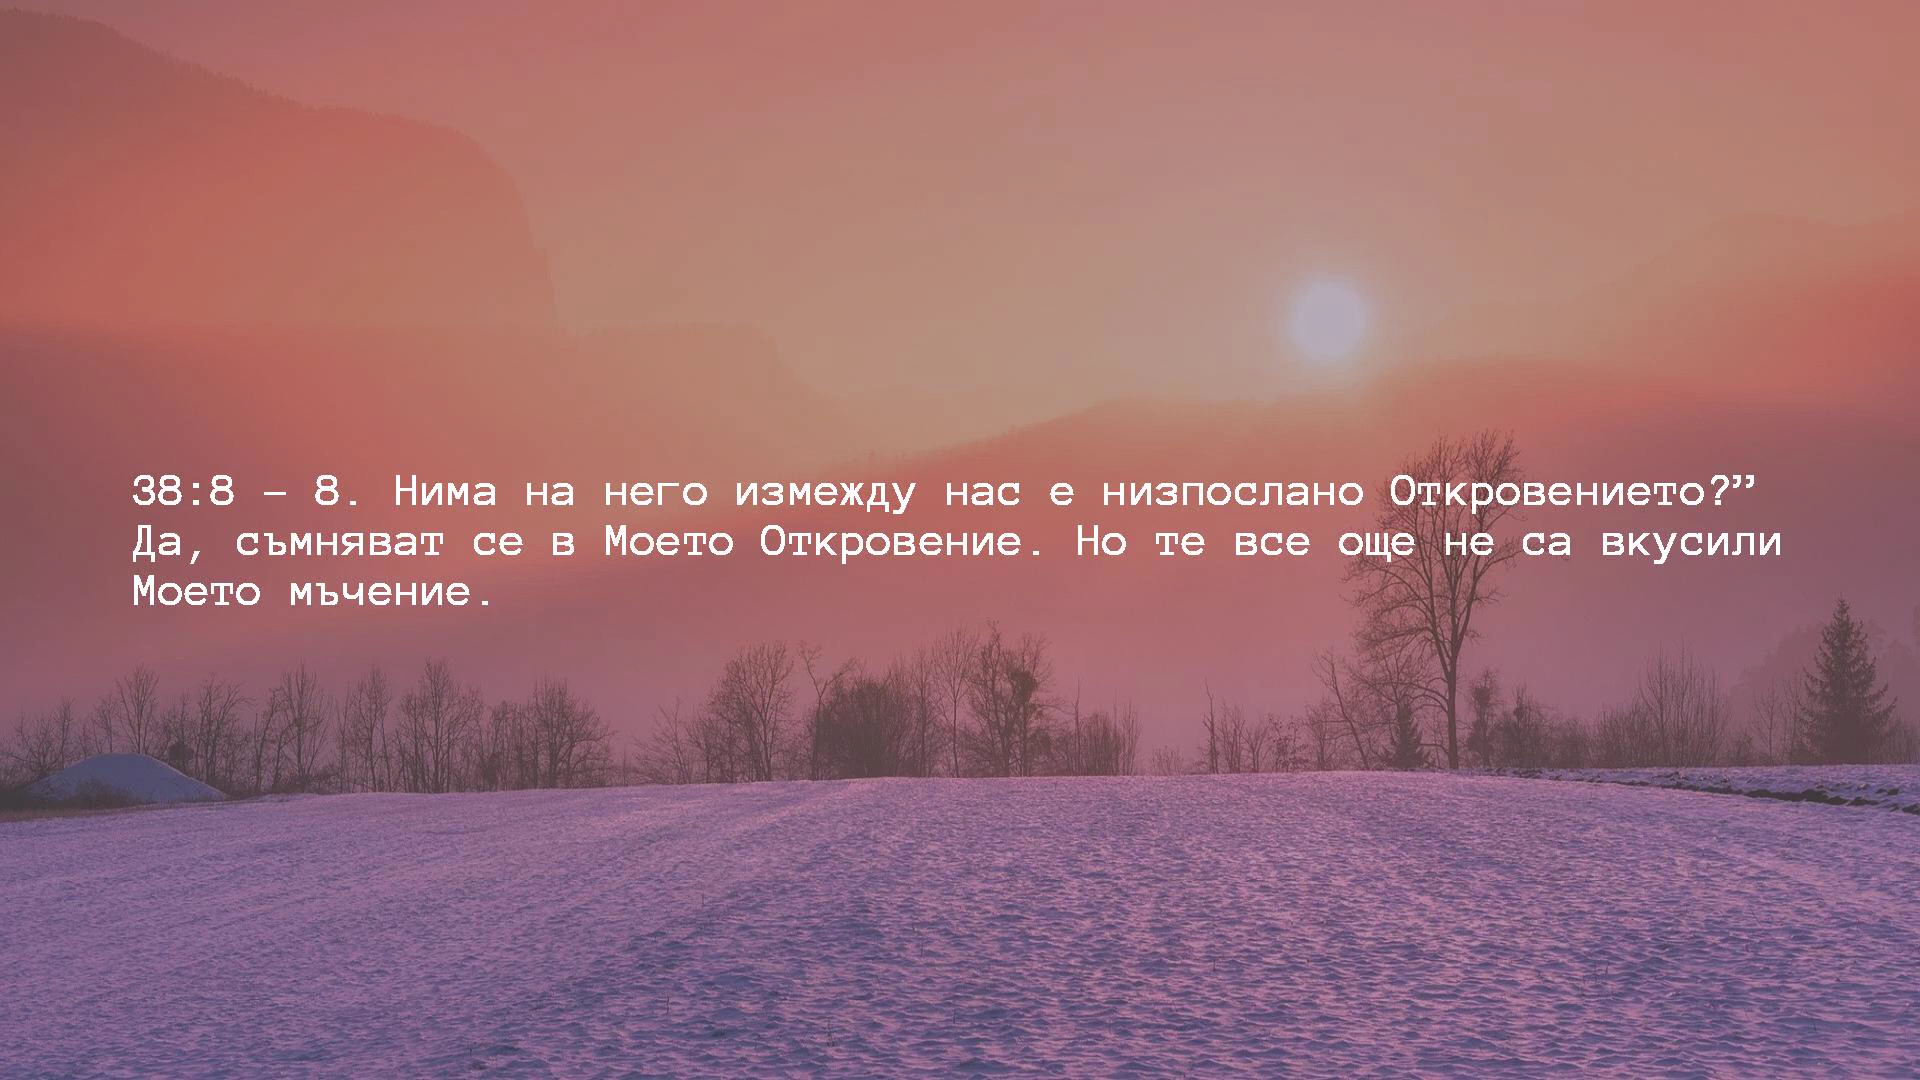 38:8 – 8. Нима на него измежду нас е низпослано Откровението?”
Да, съмняват се в Моето Откровение. Но те все още не са вкусили
Моето мъчение.